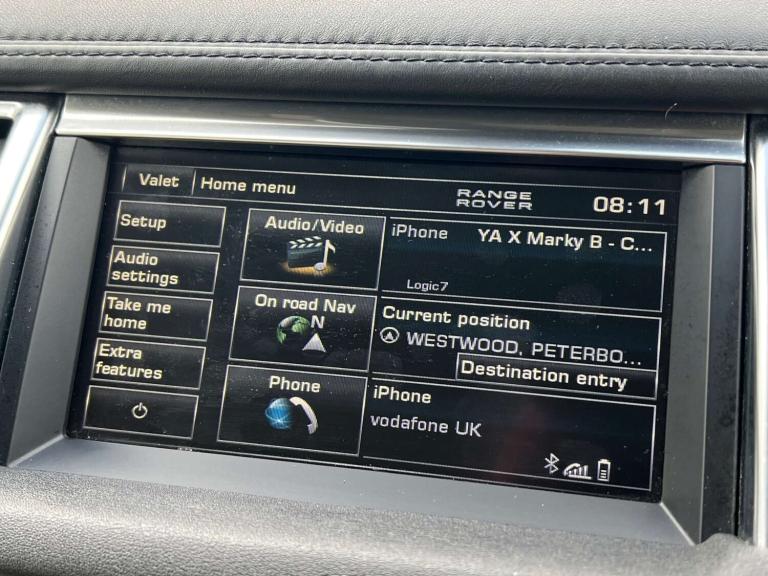 Valet
Home menu
RANGE
ROVER
08:11
Setup
Audio
settings
Take me
home
Extra
features
Audio/Video
On road Nav
N
Phone
iPhone
YA X Marky B - C...
Logic7
Current position
WESTWOOD, PETERBO...
Destination entry
iPhone
vodafone UK